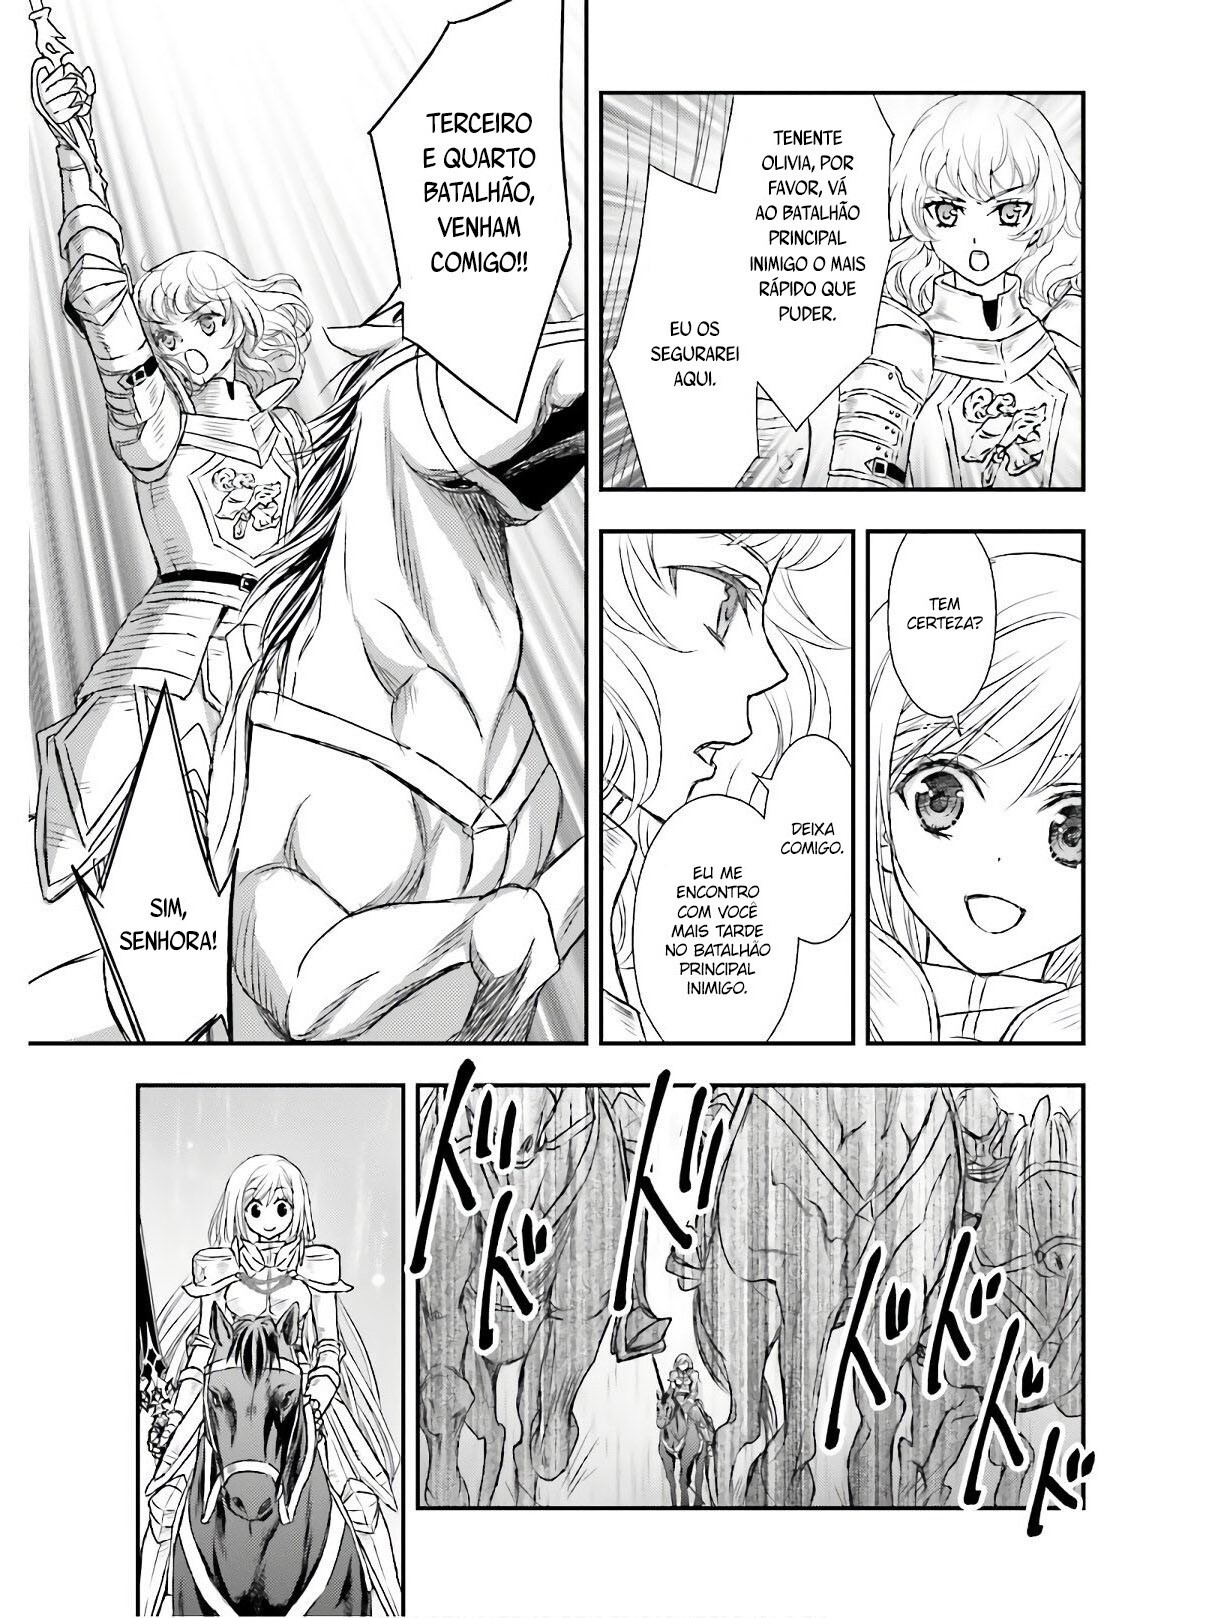 TENENTE
OLIVIA, POR
FAVOR, VÁ
AO BATALHÃO
PRINCIPAL
INIMIGO O MAIS
RÁPIDO QUE
PUDER.
EU OS
SEGURAREI
AQUI.
TEM
CERTEZA?
DEIXA
COMIGO.
EU ME
ENCONTRO
COM VOCÊ
MAIS TARDE
NO BATALHÃO
PRINCIPAL
INIMIGO.
TERCEIRO
E QUARTO
BATALHÃO,
VENHAM
COMIGO!!
SIM,
SENHORA!
ドドドド
ドド
ドド